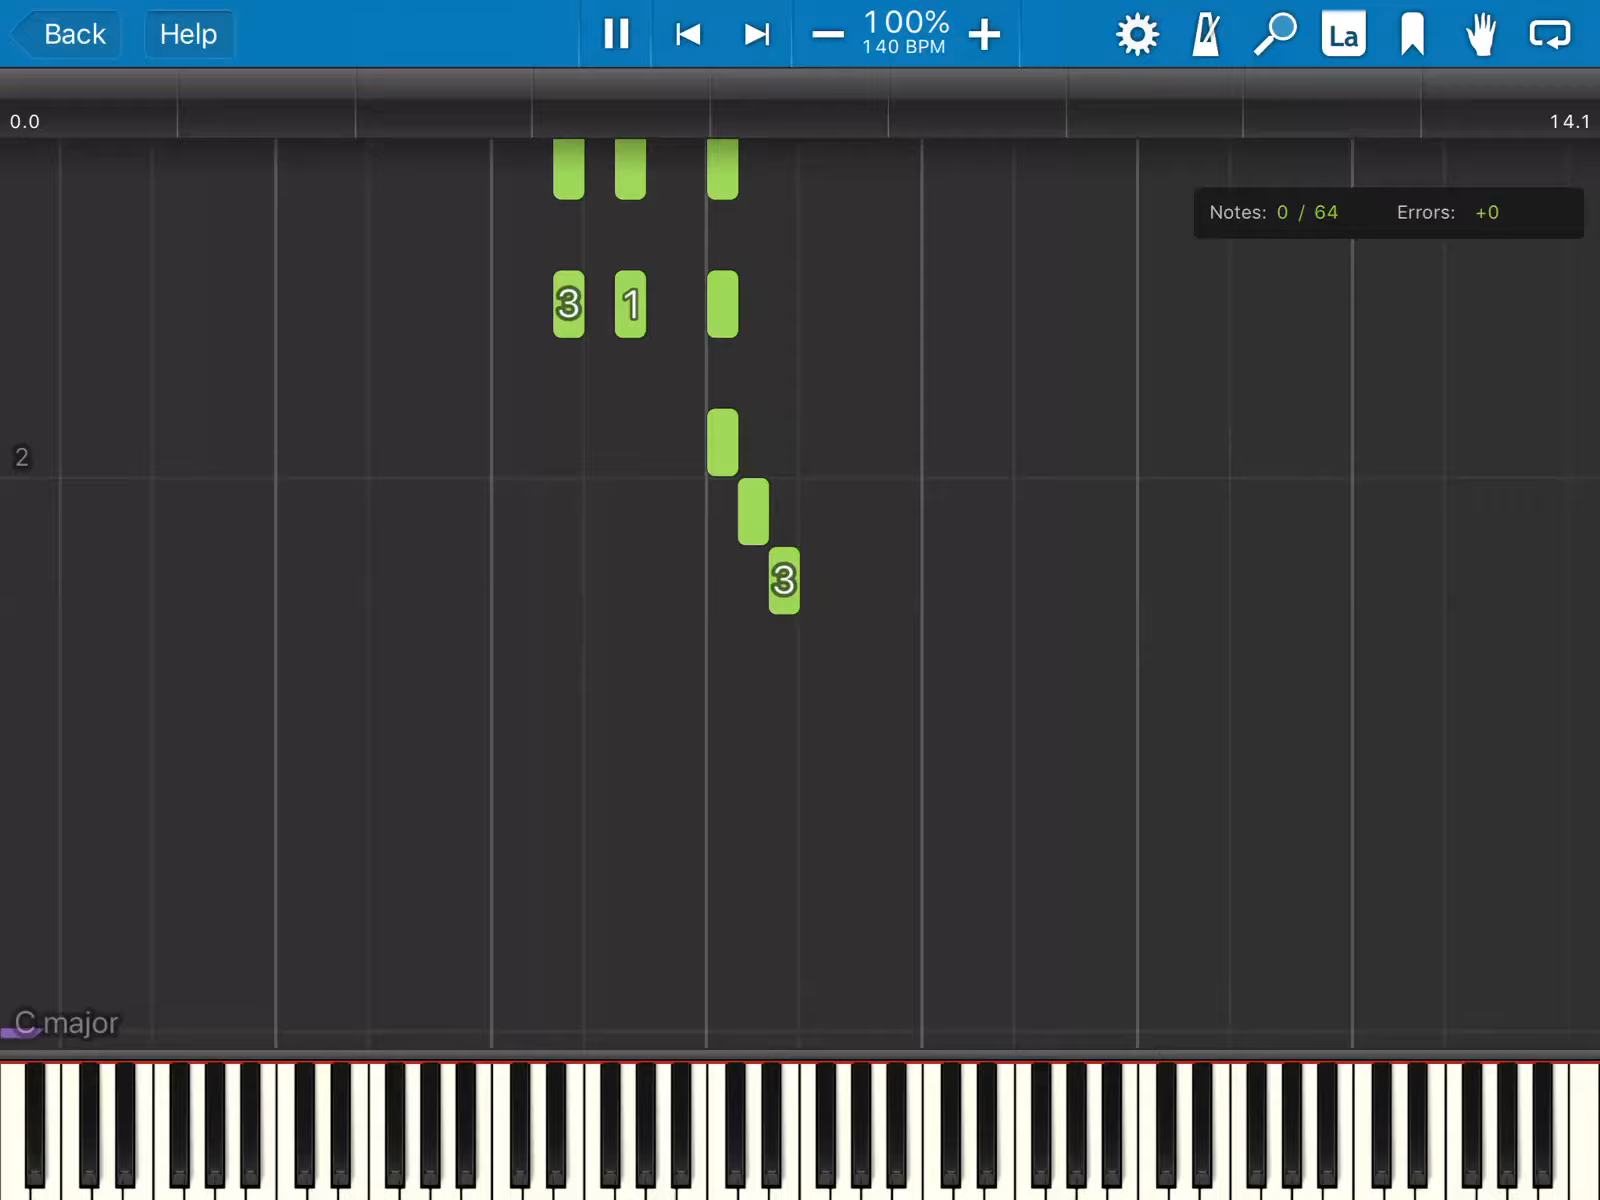 Back
Help
100%
140 BPM
La
0.0
14.1
Notes: 0 / 64
Errors: +0
3
1
2
3
C major